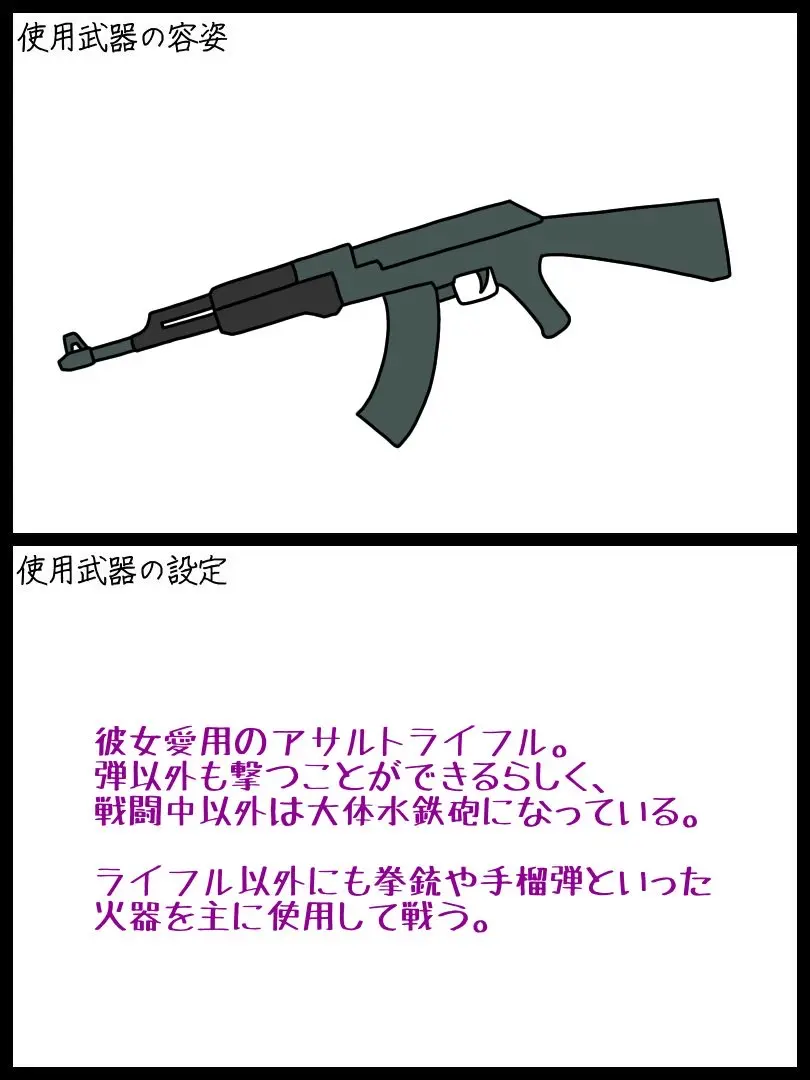 使用武器の容姿
使用武器の設定
彼女愛用のアサルトライフル。
弾以外も撃つことができるらしく、
戦闘中以外は大体水鉄砲になっている。
ライフル以外にも拳銃や手榴弾といった
火器を主に使用して戦う。